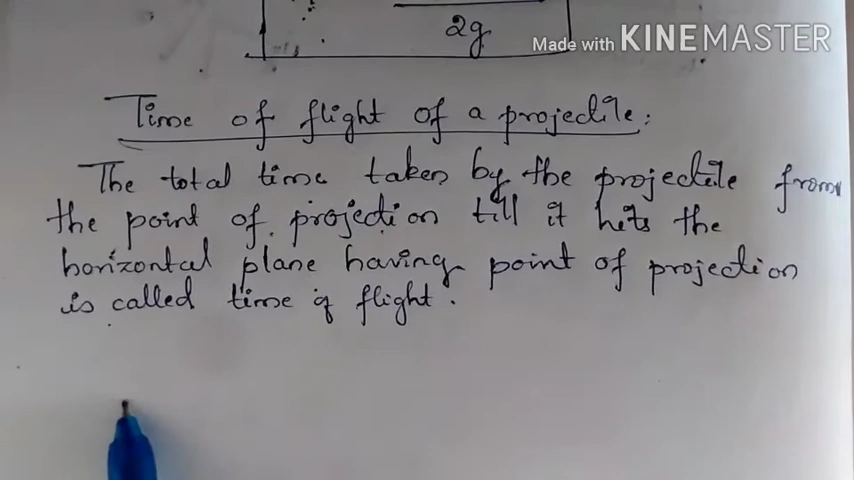 2g
Made with KINEMASTER
Time of flight of a projectile:
The total time taken by the projectile from
the point of projection till it hits the
horizontal plane having point of projection
is called time of flight.